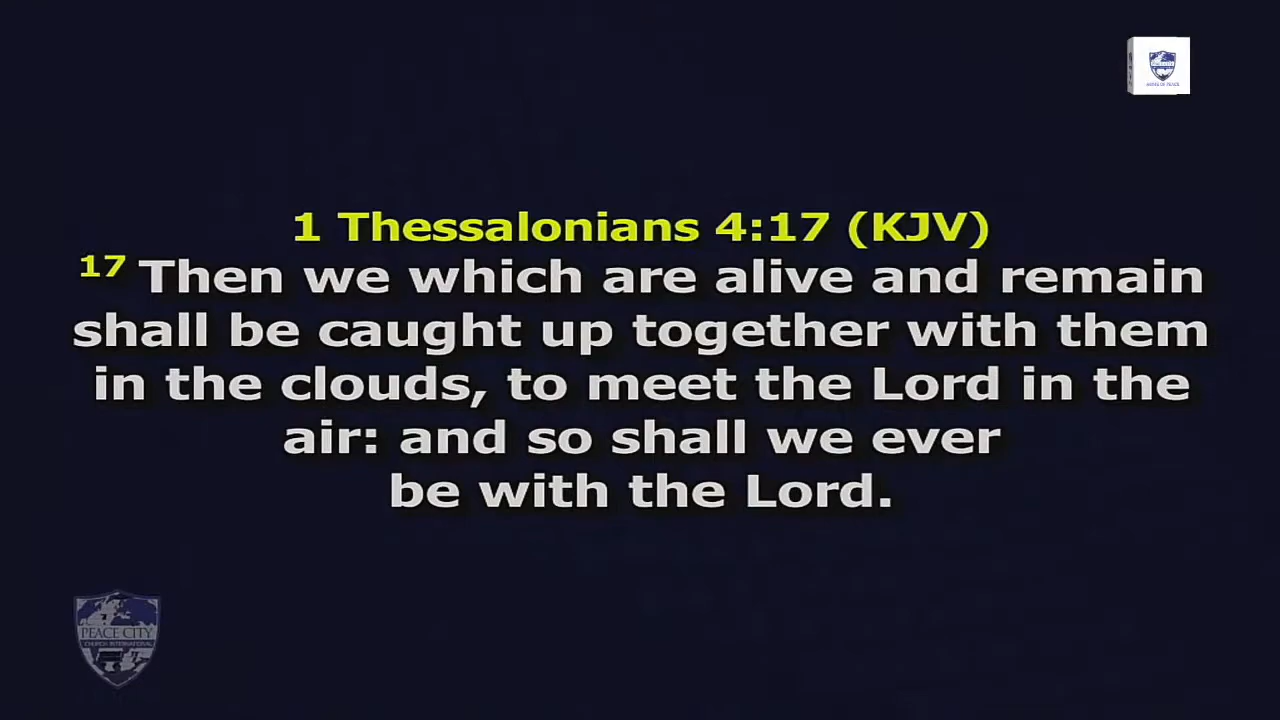 1 Thessalonians 4:17 (KJV)
17 Then we which are alive and remain
shall be caught up together with them
in the clouds, to meet the Lord in the
air: and so shall we ever
be with the Lord.
PEACE CITY
CHURCH INTERNATIONAL